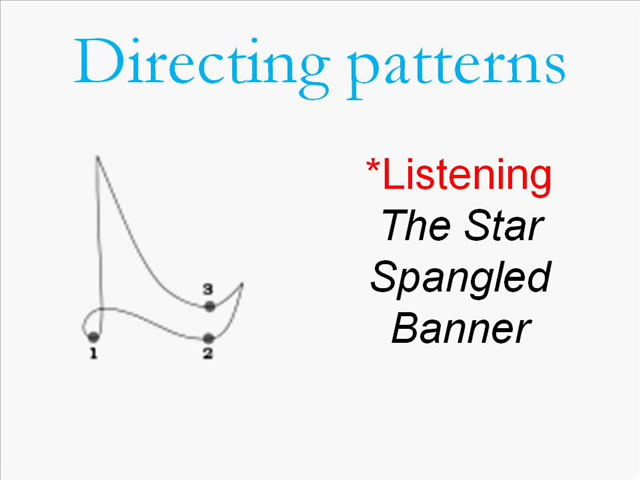 Directing patterns
*Listening
The Star
Spangled
Banner
3
1
2